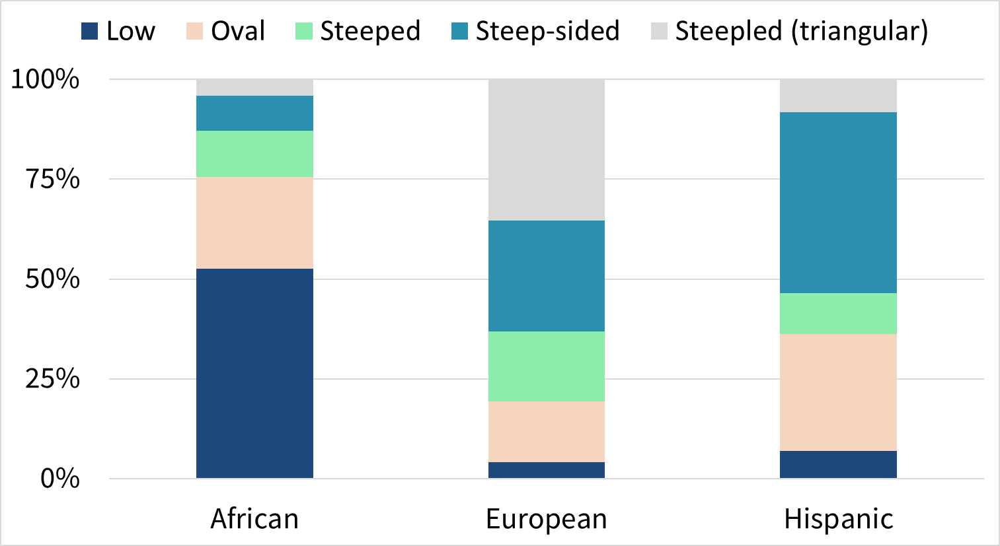 Low Oval Steeped Steep-sided Steepled (triangular)
100%
75%
50%
25%
0%
African European Hispanic